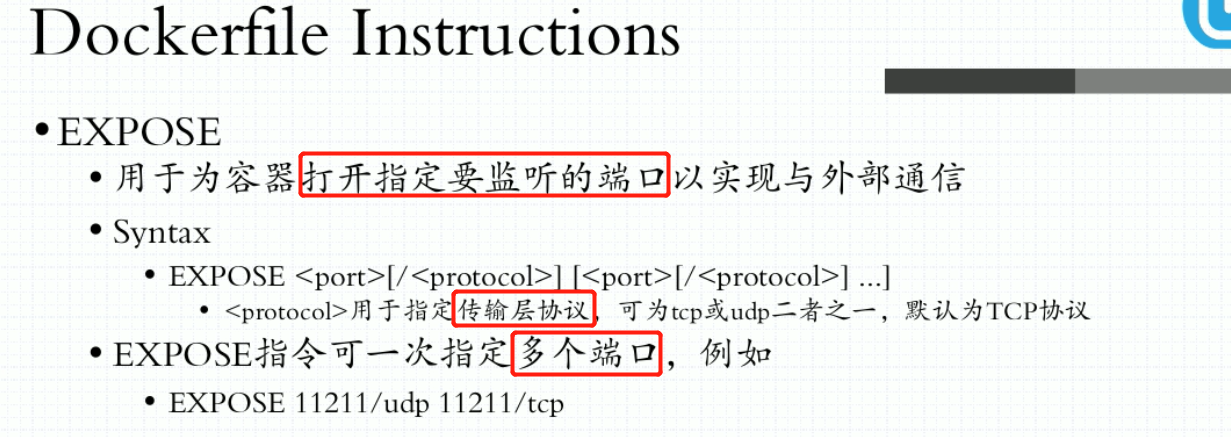 Dockerfile Instructions
•EXPOSE
• 用于为容器打开指定要监听的端口以实现与外部通信
• Syntax
• EXPOSE <port>[/<protocol>] [<port>[/<protocol>] ...]
• <protocol>用于指定传输层协议，可为tcp或udp二者之一，默认为TCP协议
• EXPOSE指令可一次指定多个端口，例如
• EXPOSE 11211/udp 11211/tcp